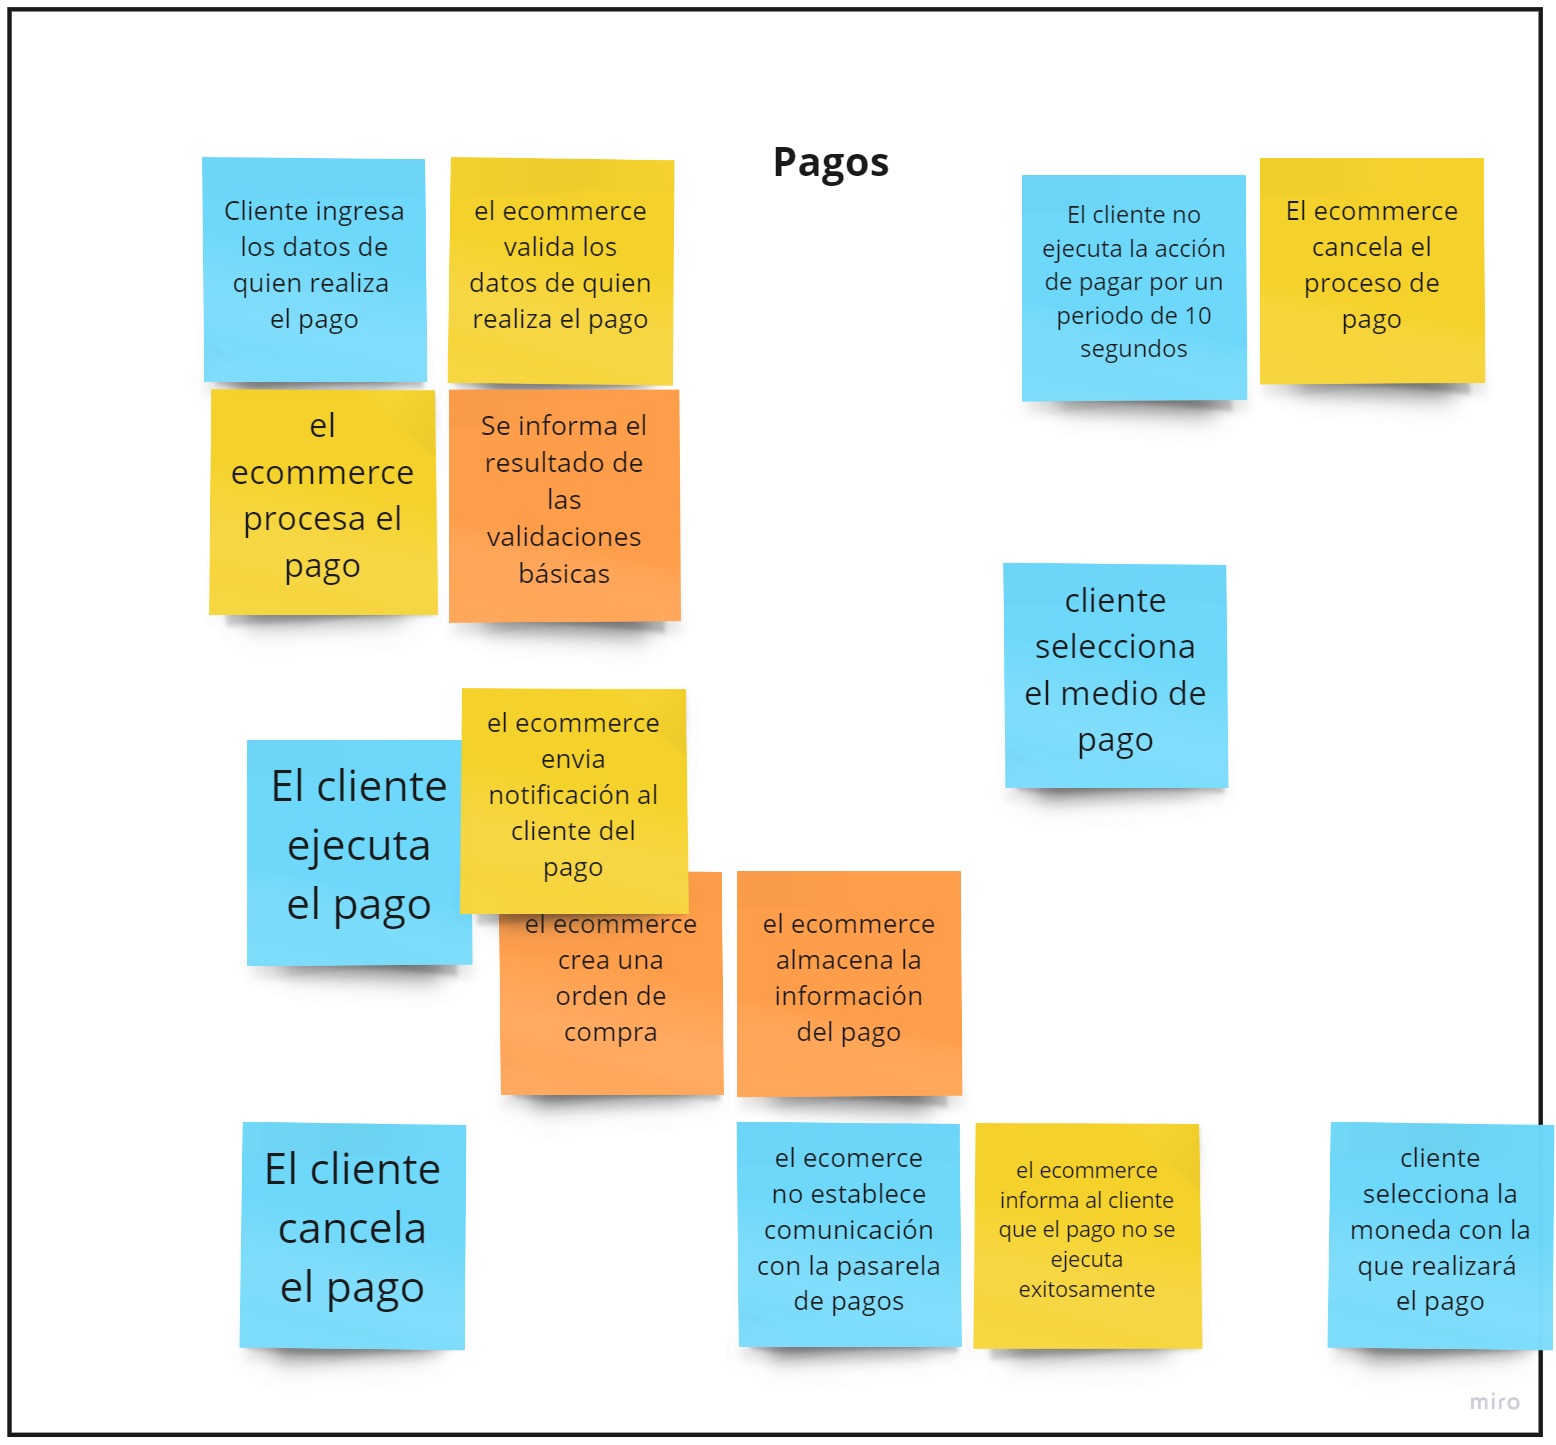 Pagos
Cliente ingresa
los datos de
quien realiza
el pago
el ecommerce
valida los
datos de quien
realiza el pago
El cliente no
ejecuta la acción
de pagar por un
periodo de 10
segundos
El ecommerce
cancela el
proceso de
pago
el
ecommerce
procesa el
pago
Se informa el
resultado de
las
validaciones
básicas
cliente
selecciona
el medio de
pago
El cliente
ejecuta
el pago
el ecommerce
envia
notificación al
cliente del
pago
el ecommerce
crea una
orden de
compra
el ecommerce
almacena la
información
del pago
El cliente
cancela
el pago
el ecomerce
no establece
comunicación
con la pasarela
de pagos
el ecommerce
informa al cliente
que el pago no se
ejecuta
exitosamente
cliente
selecciona la
moneda con la
que realizará
el pago
miro